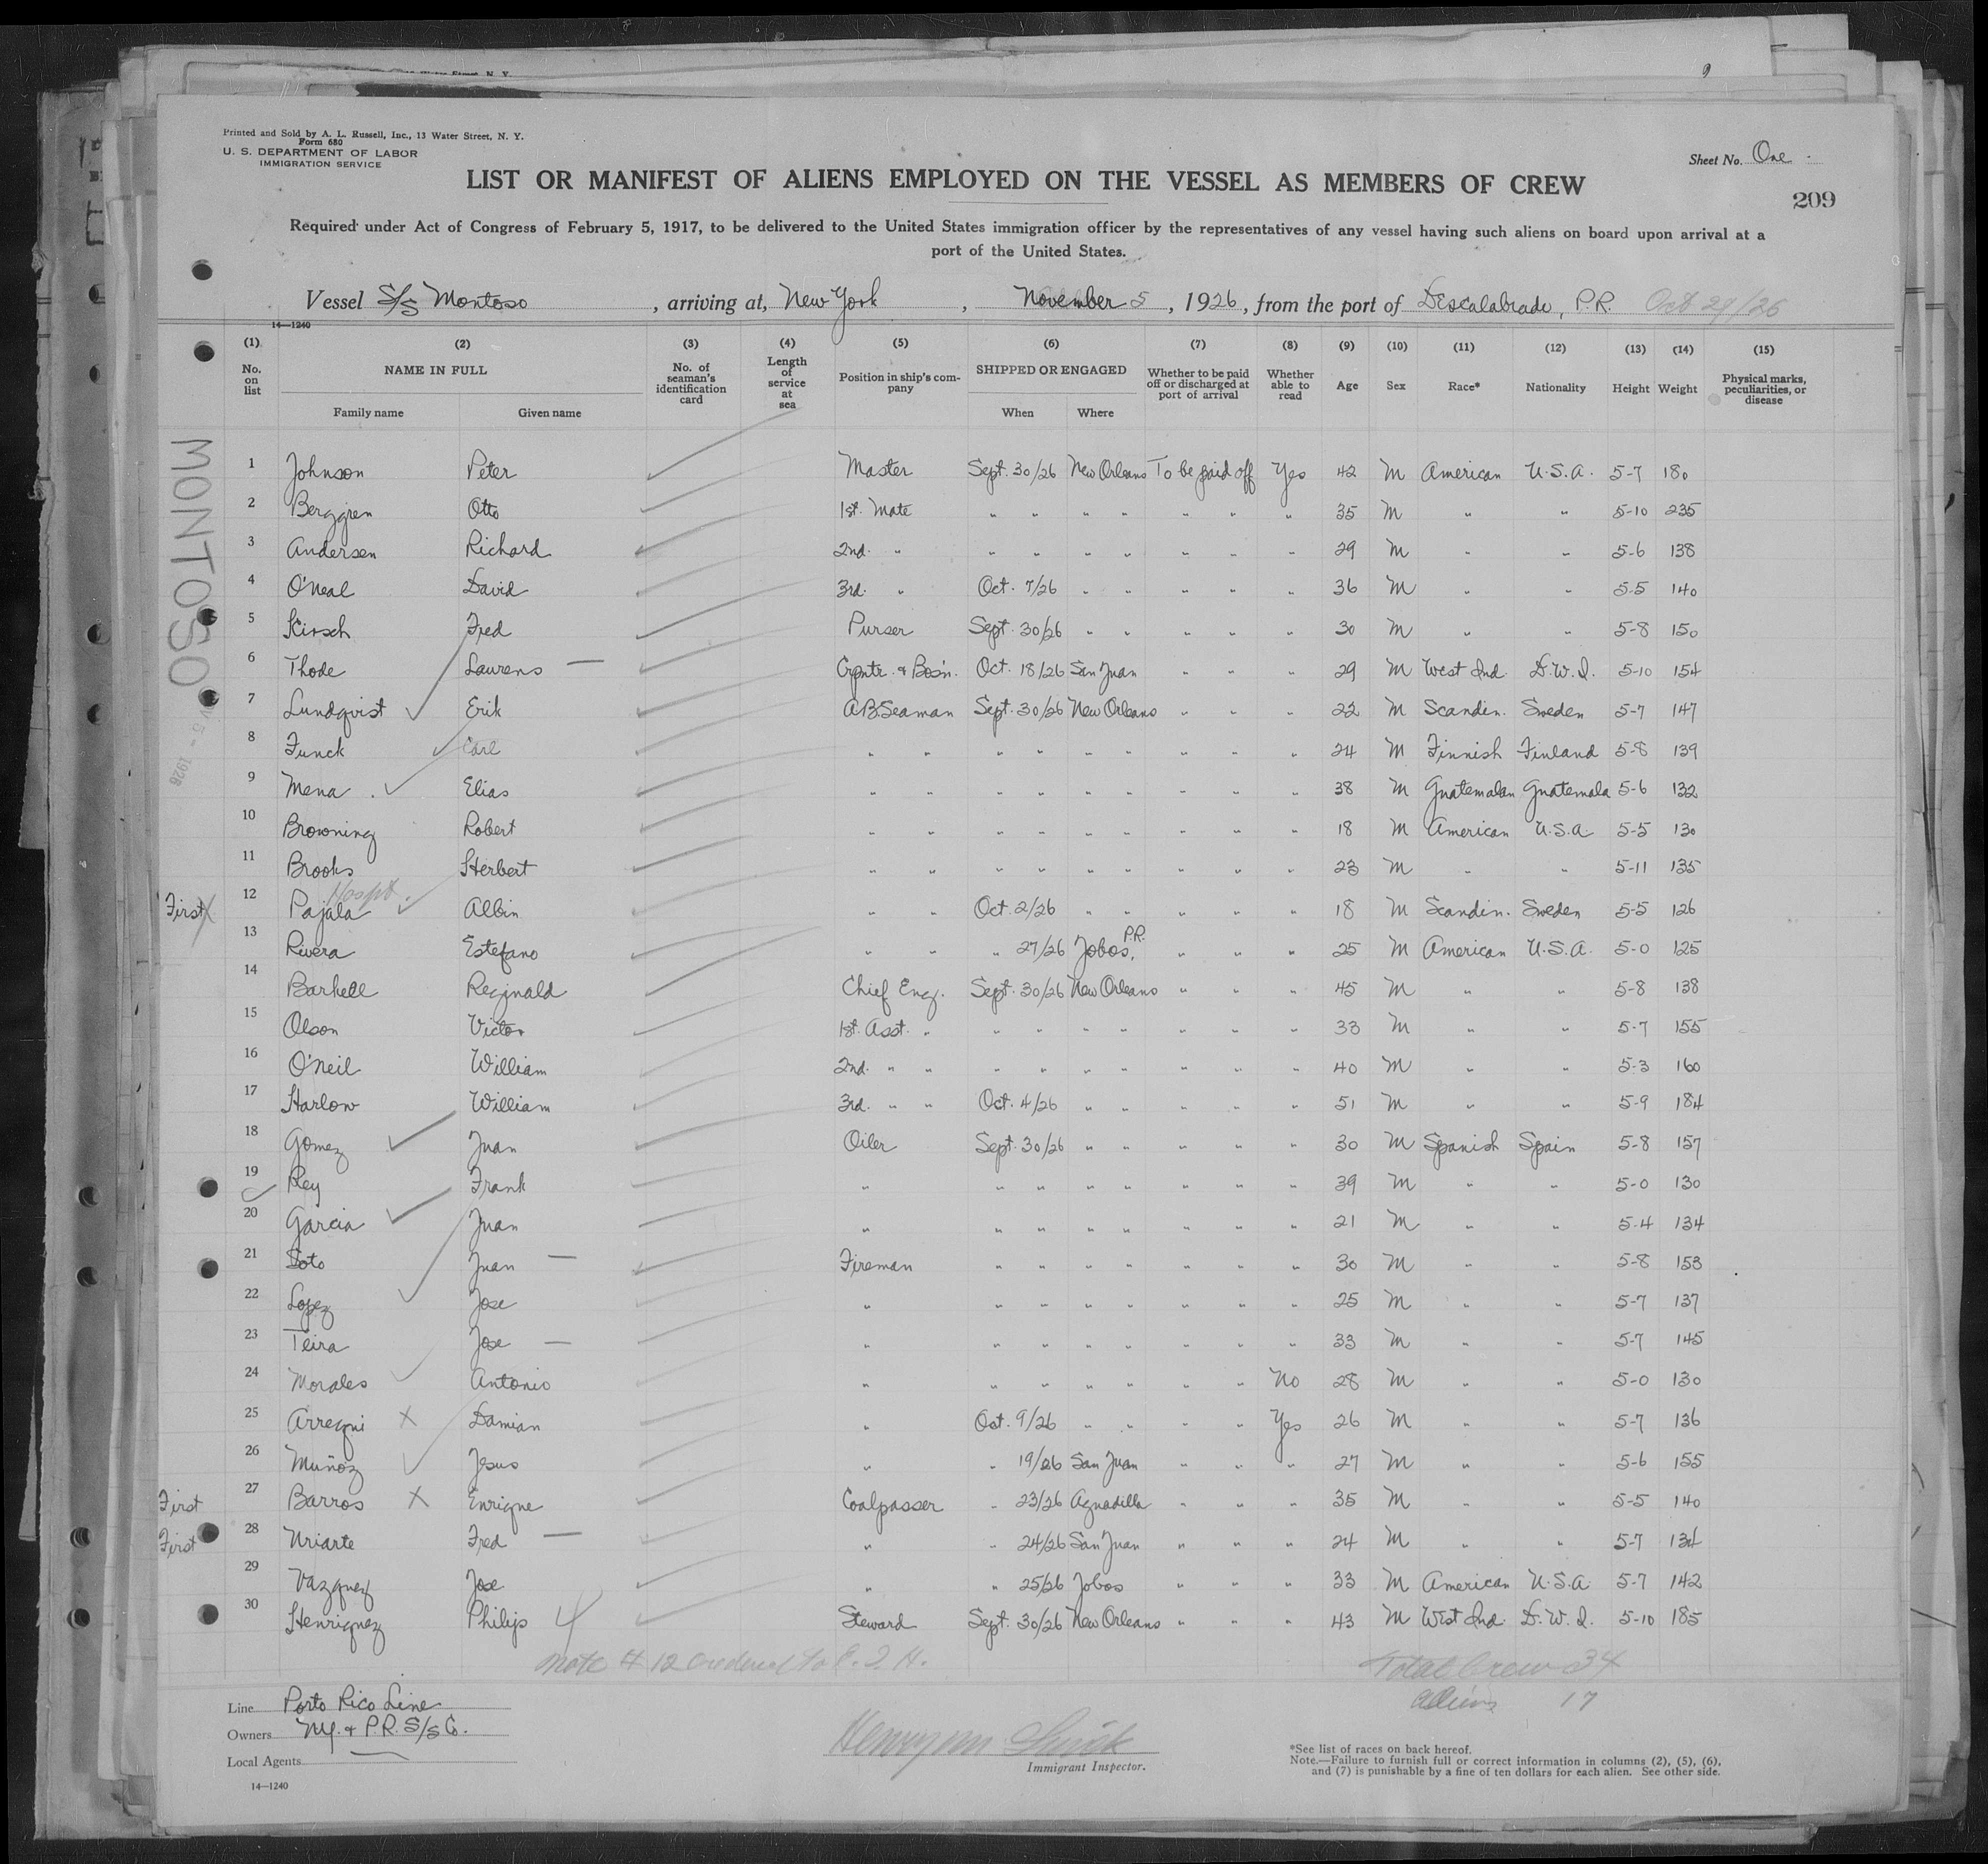 Printed and Sold by A. L. Russell, Inc., 13 Water Street, N. Y.
Form 680
U. S. DEPARTMENT OF LABOR
IMMIGRATION SERVICE
Sheet No. One
LIST OR MANIFEST OF ALIENS EMPLOYED ON THE VESSEL AS MEMBERS OF CREW
209
Required under Act of Congress of February 5, 1917, to be delivered to the United States immigration officer by the representatives of any vessel having such aliens on board upon arrival at a
port of the United States.
Vessel S/S Montoso, arriving at, New York, November 5, 1926, from the port of Descalabrado, P.R. Oct 29/26
14—1240
(1) (2) (3) (4) (5) (6) (7) (8) (9) (10) (11) (12) (13) (14) (15)
No. on list NAME IN FULL Family name Given name No. of seaman's identification card Length of service at sea Position in ship's company SHIPPED OR ENGAGED When Where Whether to be paid off or discharged at port of arrival Whether able to read Age Sex Race* Nationality Height Weight Physical marks, peculiarities, or disease
MONTOSO
1 Johnson Peter Master Sept. 30/26 New Orleans To be paid off Yes 42 M American U.S.A. 5-7 180
2 Berggren Otto 1st. Mate " " " " " " " 35 M " " 5-10 235
3 Andersen Richard 2nd. " " " " " " " " 29 M " " 5-6 138
4 O'Neal David 3rd. " Oct. 7/26 " " " " " 36 M " " 5-5 140
5 Kirsch Fred Purser Sept. 30/26 " " " " " 30 M " " 5-8 150
6 Thode Laurens — Crpntr. & Bos'n. Oct. 18/26 San Juan " " " 29 M West Ind. D.W.I. 5-10 154
7 Lundqvist Erik A.B. Seaman Sept. 30/26 New Orleans " " " 22 M Scandin. Sweden 5-7 147
8 Funck Carl " " " " " " " " " 24 M Finnish Finland 5-8 139
9 Mena Elias " " " " " " " " " 38 M Guatemalan Guatemala 5-6 132
10 Browning Robert " " " " " " " " " 18 M American U.S.A 5-5 130
11 Brooks Herbert " " " " " " " " " 23 M " " 5-11 135
Hospt.
First X 12 Pajala Albin " " Oct. 2/26 " " " " " 18 M Scandin. Sweden 5-5 126
13 Rivera Estefano " " " 27/26 Jobos, P.R. " " " 25 M American U.S.A. 5-0 125
14 Barkell Reginald Chief Eng. Sept. 30/26 New Orleans " " " 45 M " " 5-8 138
15 Olson Victor 1st. Asst. " " " " " " " " 33 M " " 5-7 155
16 O'Neil William 2nd. " " " " " " " " " 40 M " " 5-3 160
17 Harlow William 3rd. " " Oct. 4/26 " " " " " 51 M " " 5-9 184
18 Gomez Juan Oiler Sept. 30/26 " " " " " 30 M Spanish Spain 5-8 157
19 Rey Frank " " " " " " " " 39 M " " 5-0 130
20 Garcia Juan " " " " " " " " 21 M " " 5-4 134
21 Soto Juan — Fireman " " " " " " " 30 M " " 5-8 153
22 Lopez Jose " " " " " " " " 25 M " " 5-7 137
23 Teira Jose — " " " " " " " " 33 M " " 5-7 145
24 Morales Antonio " " " " " " " No 28 M " " 5-0 130
25 Arregui X Damian " Oct. 9/26 " " " " Yes 26 M " " 5-7 136
26 Muñoz Jesus " " 19/26 San Juan " " " 27 M " " 5-6 155
First 27 Barros X Enrique Coalpasser " 23/26 Aguadilla " " " 35 M " " 5-5 140
First 28 Uriarte Fred — " " 24/26 San Juan " " " 24 M " " 5-7 134
29 Vazquez Jose " " 25/26 Jobos " " " 33 M American U.S.A. 5-7 142
30 Henriquez Philips Steward Sept. 30/26 New Orleans " " " 43 M West Ind. D.W.I. 5-10 185
Note # 12 ordered to E. I. H.
Total Crew 34
Aliens 17
Line Porto Rico Line
Owners N.Y. & P.R. S/S Co.
Local Agents
14—1240
Immigrant Inspector.
*See list of races on back hereof.
Note.—Failure to furnish full or correct information in columns (2), (5), (6),
and (7) is punishable by a fine of ten dollars for each alien. See other side.